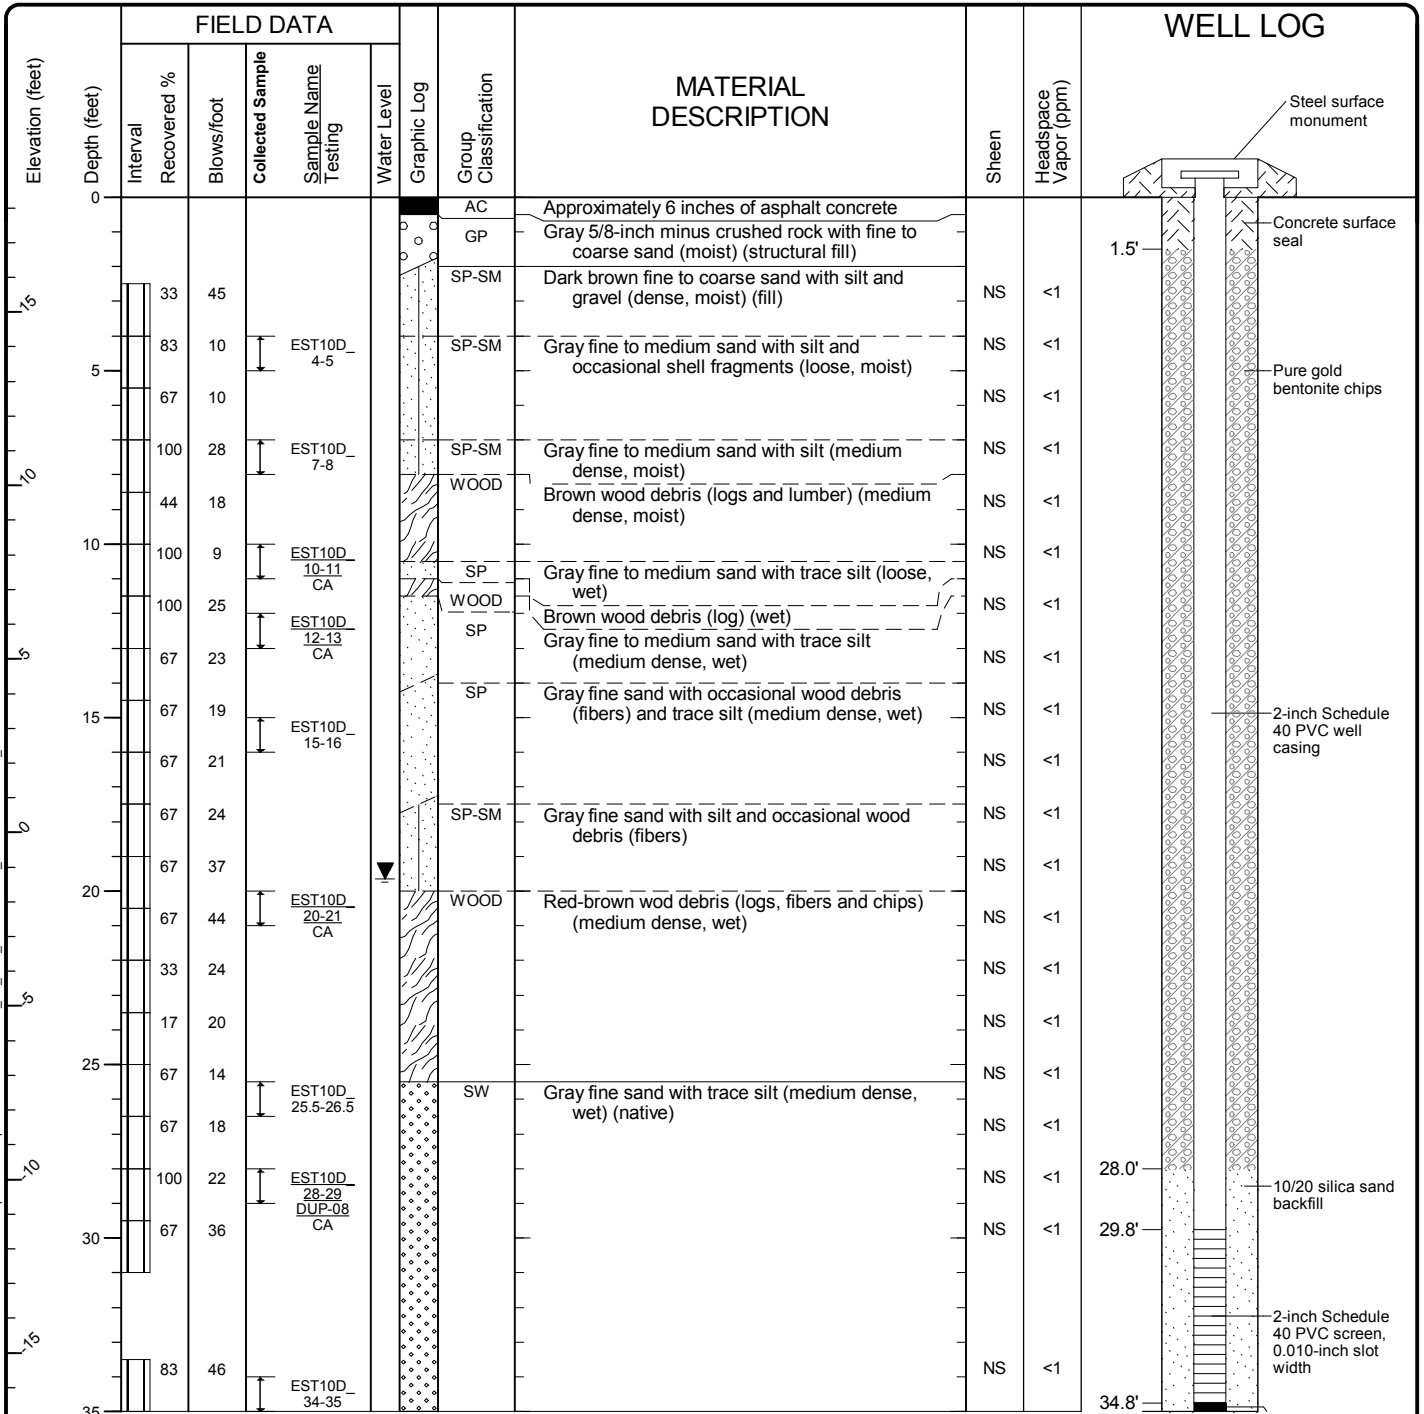 FIELD DATA
WELL LOG
Elevation (feet)
Depth (feet)
Interval
Recovered %
Blows/foot
Collected Sample
Sample Name
Testing
Water Level
Graphic Log
Group
Classification
MATERIAL
DESCRIPTION
Sheen
Headspace
Vapor (ppm)
Steel surface
monument
0
AC
Approximately 6 inches of asphalt concrete
GP
Gray 5/8-inch minus crushed rock with fine to
coarse sand (moist) (structural fill)
Concrete surface
seal
1.5'
SP-SM
Dark brown fine to coarse sand with silt and
gravel (dense, moist) (fill)
15
33 45
NS <1
83 10
EST10D_
4-5
SP-SM
Gray fine to medium sand with silt and
occasional shell fragments (loose, moist)
NS <1
5
Pure gold
bentonite chips
67 10
NS <1
100 28
EST10D_
7-8
SP-SM
Gray fine to medium sand with silt (medium
dense, moist)
NS <1
10
WOOD
Brown wood debris (logs and lumber) (medium
dense, moist)
44 18
NS <1
10
100 9
EST10D_
10-11
CA
SP
Gray fine to medium sand with trace silt (loose,
wet)
NS <1
100 25
WOOD
Brown wood debris (log) (wet)
NS <1
EST10D_
12-13
CA
SP
Gray fine to medium sand with trace silt
(medium dense, wet)
5
67 23
NS <1
SP
Gray fine sand with occasional wood debris
(fibers) and trace silt (medium dense, wet)
67 19
NS <1
15
EST10D_
15-16
2-inch Schedule
40 PVC well
casing
67 21
NS <1
67 24
SP-SM
Gray fine sand with silt and occasional wood
debris (fibers)
NS <1
0
67 37
NS <1
20
EST10D_
20-21
CA
WOOD
Red-brown wod debris (logs, fibers and chips)
(medium dense, wet)
67 44
NS <1
33 24
NS <1
-5
17 20
NS <1
25
67 14
NS <1
EST10D_
25.5-26.5
SW
Gray fine sand with trace silt (medium dense,
wet) (native)
67 18
NS <1
28.0'
-10
100 22
EST10D_
28-29
DUP-08
CA
NS <1
10/20 silica sand
backfill
67 36
NS <1
29.8'
30
2-inch Schedule
40 PVC screen,
0.010-inch slot
width
-15
83 46
NS <1
EST10D_
34-35
34.8'
35